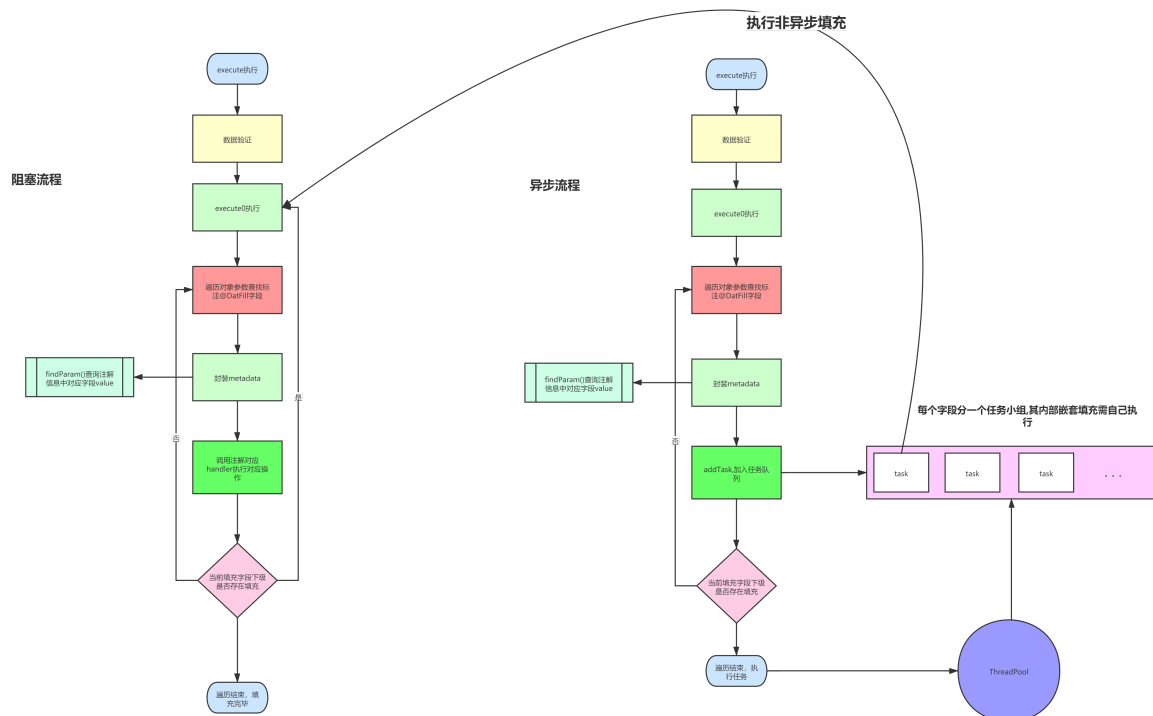 执行非异步填充
阻塞流程
execute执行
数据验证
execute0执行
遍历对象参数查找标
注@DatFill字段
封装metadata
findParam()查询注解
信息中对应字段value
调用注解对应
handler执行对应操
作
否
是
当前填充字段下级
是否存在填充
遍历结束，填
充完毕
异步流程
execute执行
数据验证
execute0执行
遍历对象参数查找标
注@DatFill字段
封装metadata
findParam()查询注解
信息中对应字段value
addTask,加入任务队
列
否
当前填充字段下级
是否存在填充
遍历结束，执
行任务
每个字段分一个任务小组,其内部嵌套填充需自己执
行
task
task
task
. . .
ThreadPool